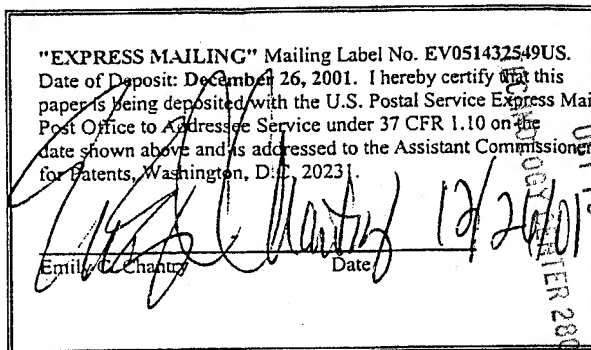 "EXPRESS MAILING" Mailing Label No. EV051432549US.
Date of Deposit: December 26, 2001. I hereby certify that this
paper is being deposited with the U.S. Postal Service Express Mai
Post Office to Addressee Service under 37 CFR 1.10 on the
date shown above and is addressed to the Assistant Commissioner
for Patents, Washington, D.C, 20231.
12/26/01
Emily C. Chantry Date